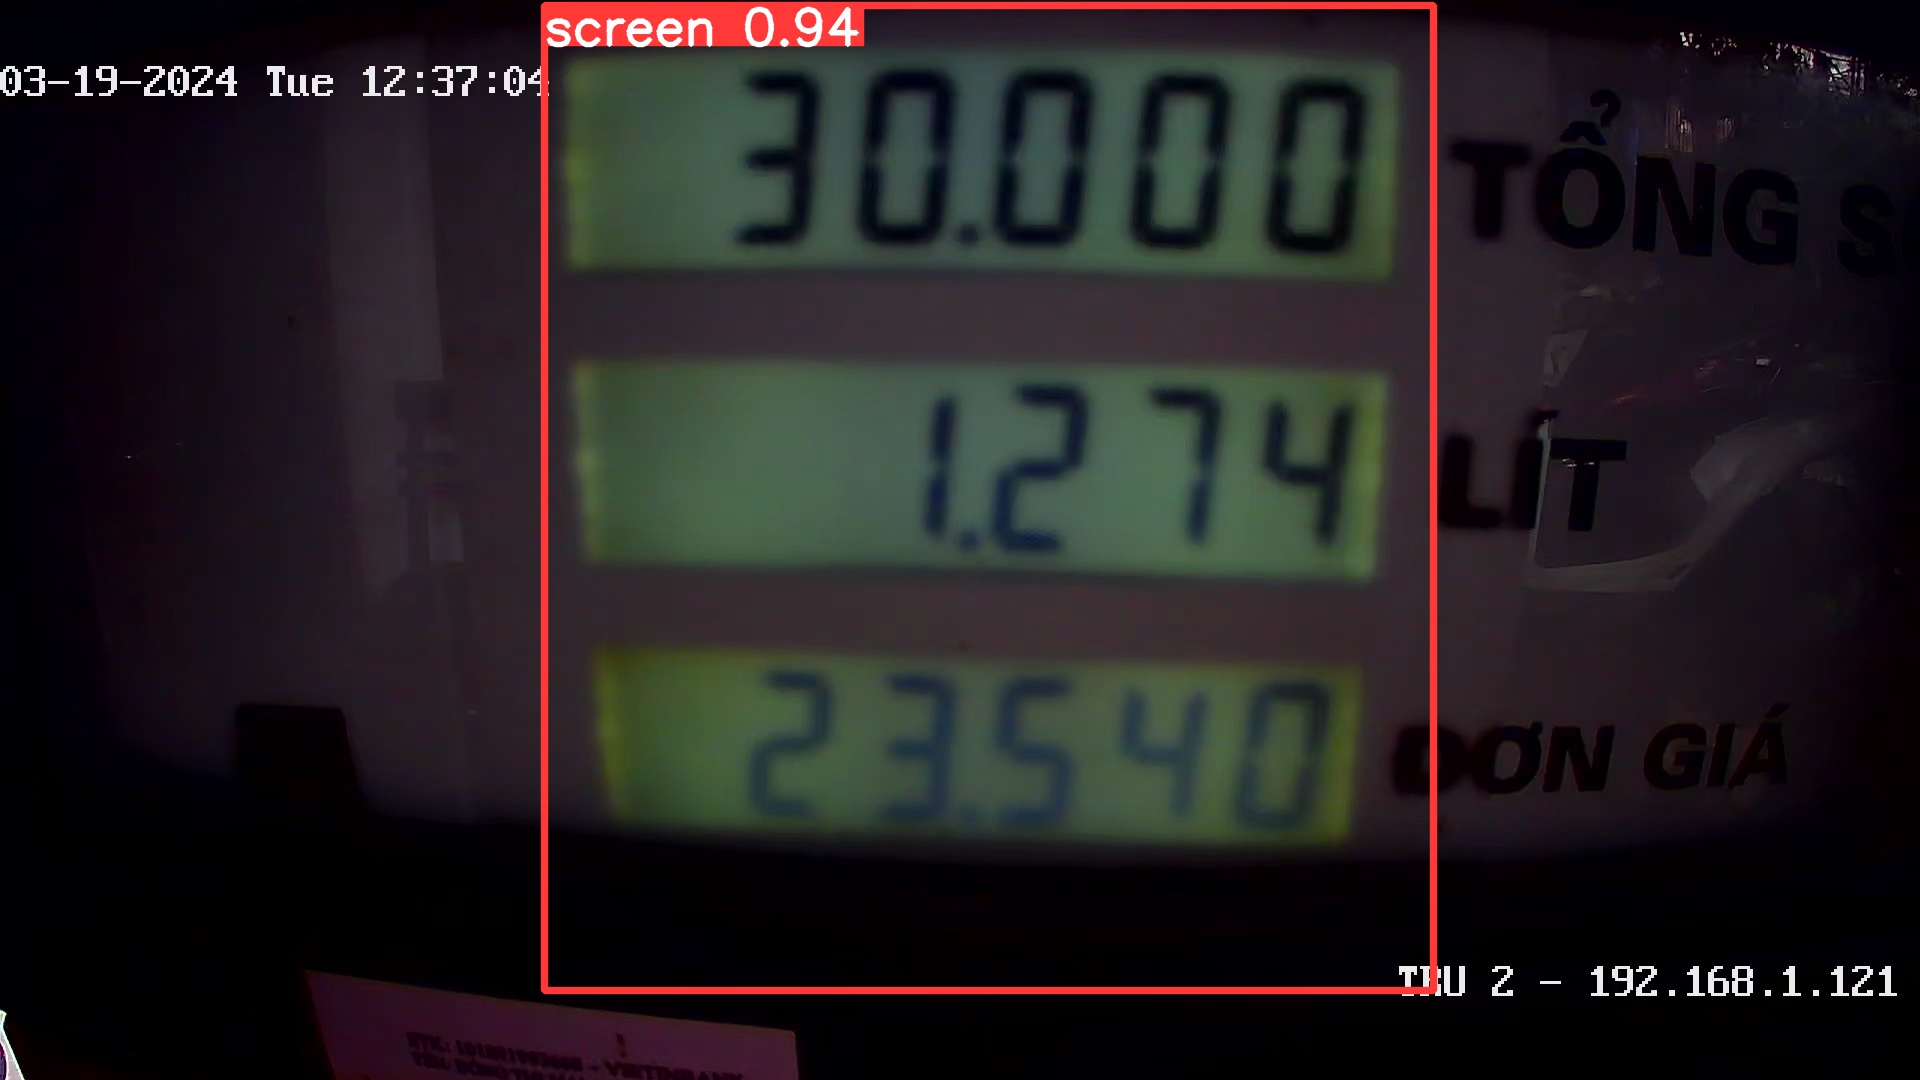 screen 0.94
03-19-2024 Tue 12:37:04
30.000
TỔNG S
1.274
LÍT
23.540
ĐƠN GIÁ
TRU 2 - 192.168.1.121